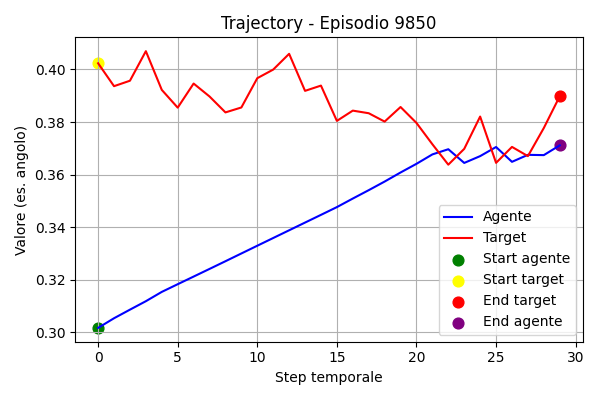 Trajectory - Episodio 9850
Valore (es. angolo)
0.40
0.38
0.36
0.34
0.32
0.30
0
5
10
15
20
25
30
Step temporale
Agente
Target
Start agente
Start target
End target
End agente